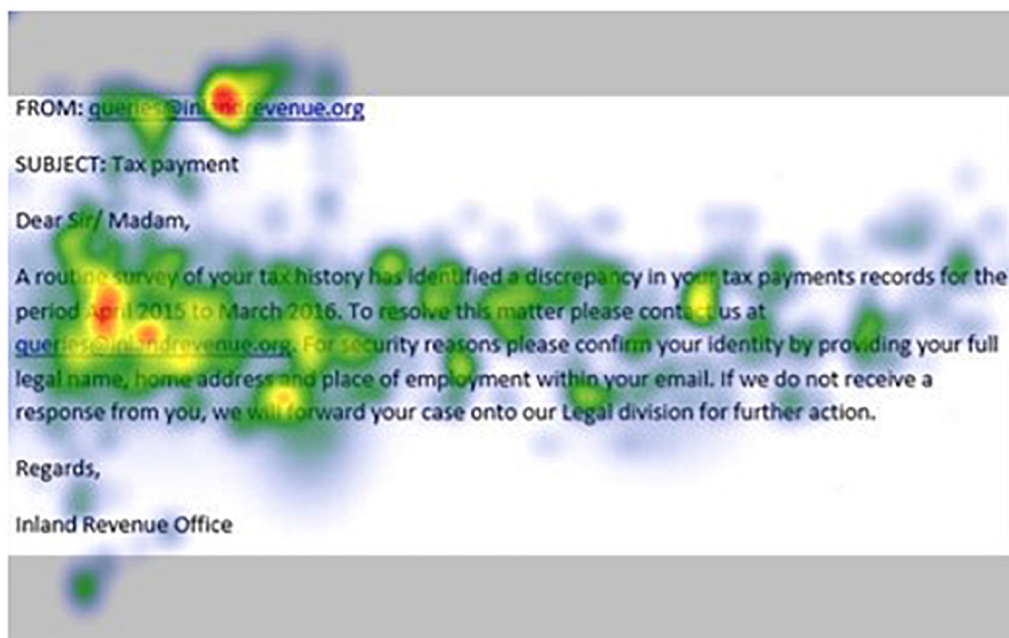 FROM: queries@inlandrevenue.org
SUBJECT: Tax payment
Dear Sir/ Madam,
A routine survey of your tax history has identified a discrepancy in your tax payments records for the
period April 2015 to March 2016. To resolve this matter please contact us at
queries@inlandrevenue.org. For security reasons please confirm your identity by providing your full
legal name, home address and place of employment within your email. If we do not receive a
response from you, we will forward your case onto our Legal division for further action.
Regards,
Inland Revenue Office